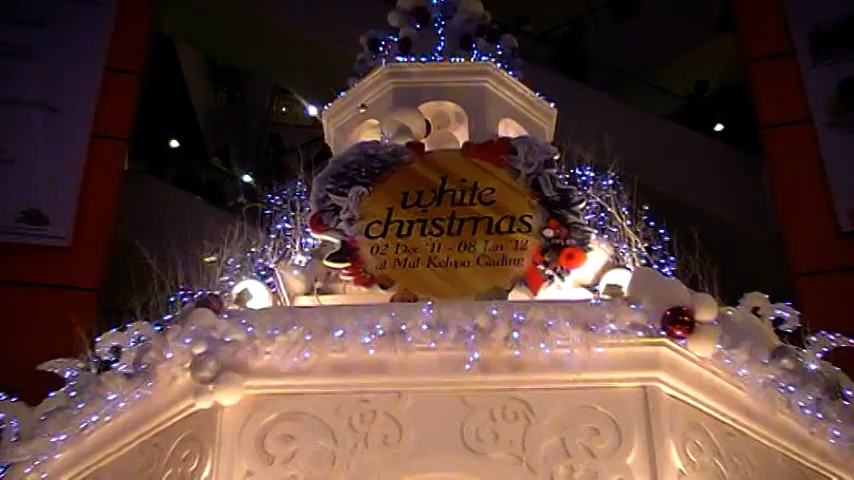 white
christmas
02 Dec '11 - 08 Jan '12
at Mal Kelapa Gading